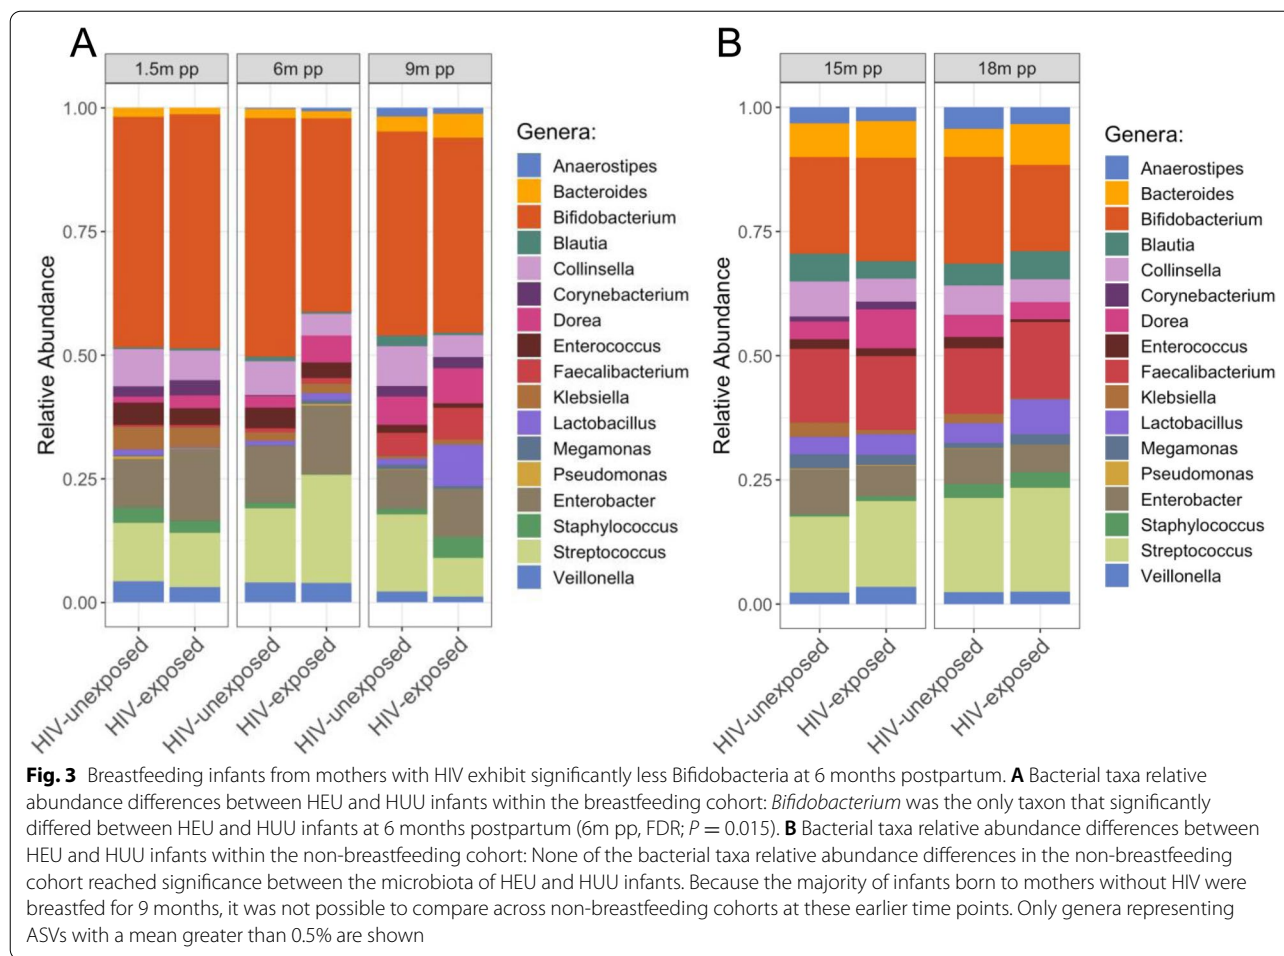 A
1.5m pp
6m pp
9m pp
1.00
0.75
0.50
0.25
0.00
Relative Abundance
HIV-unexposed
HIV-exposed
HIV-unexposed
HIV-exposed
HIV-unexposed
HIV-exposed
Genera:
Anaerostipes
Bacteroides
Bifidobacterium
Blautia
Collinsella
Corynebacterium
Dorea
Enterococcus
Faecalibacterium
Klebsiella
Lactobacillus
Megamonas
Pseudomonas
Enterobacter
Staphylococcus
Streptococcus
Veillonella
B
15m pp
18m pp
1.00
0.75
0.50
0.25
0.00
Relative Abundance
HIV-unexposed
HIV-exposed
HIV-unexposed
HIV-exposed
Genera:
Anaerostipes
Bacteroides
Bifidobacterium
Blautia
Collinsella
Corynebacterium
Dorea
Enterococcus
Faecalibacterium
Klebsiella
Lactobacillus
Megamonas
Pseudomonas
Enterobacter
Staphylococcus
Streptococcus
Veillonella
Fig. 3 Breastfeeding infants from mothers with HIV exhibit significantly less Bifidobacteria at 6 months postpartum. A Bacterial taxa relative
abundance differences between HEU and HUU infants within the breastfeeding cohort: Bifidobacterium was the only taxon that significantly
differed between HEU and HUU infants at 6 months postpartum (6m pp, FDR; P = 0.015). B Bacterial taxa relative abundance differences between
HEU and HUU infants within the non-breastfeeding cohort: None of the bacterial taxa relative abundance differences in the non-breastfeeding
cohort reached significance between the microbiota of HEU and HUU infants. Because the majority of infants born to mothers without HIV were
breastfed for 9 months, it was not possible to compare across non-breastfeeding cohorts at these earlier time points. Only genera representing
ASVs with a mean greater than 0.5% are shown